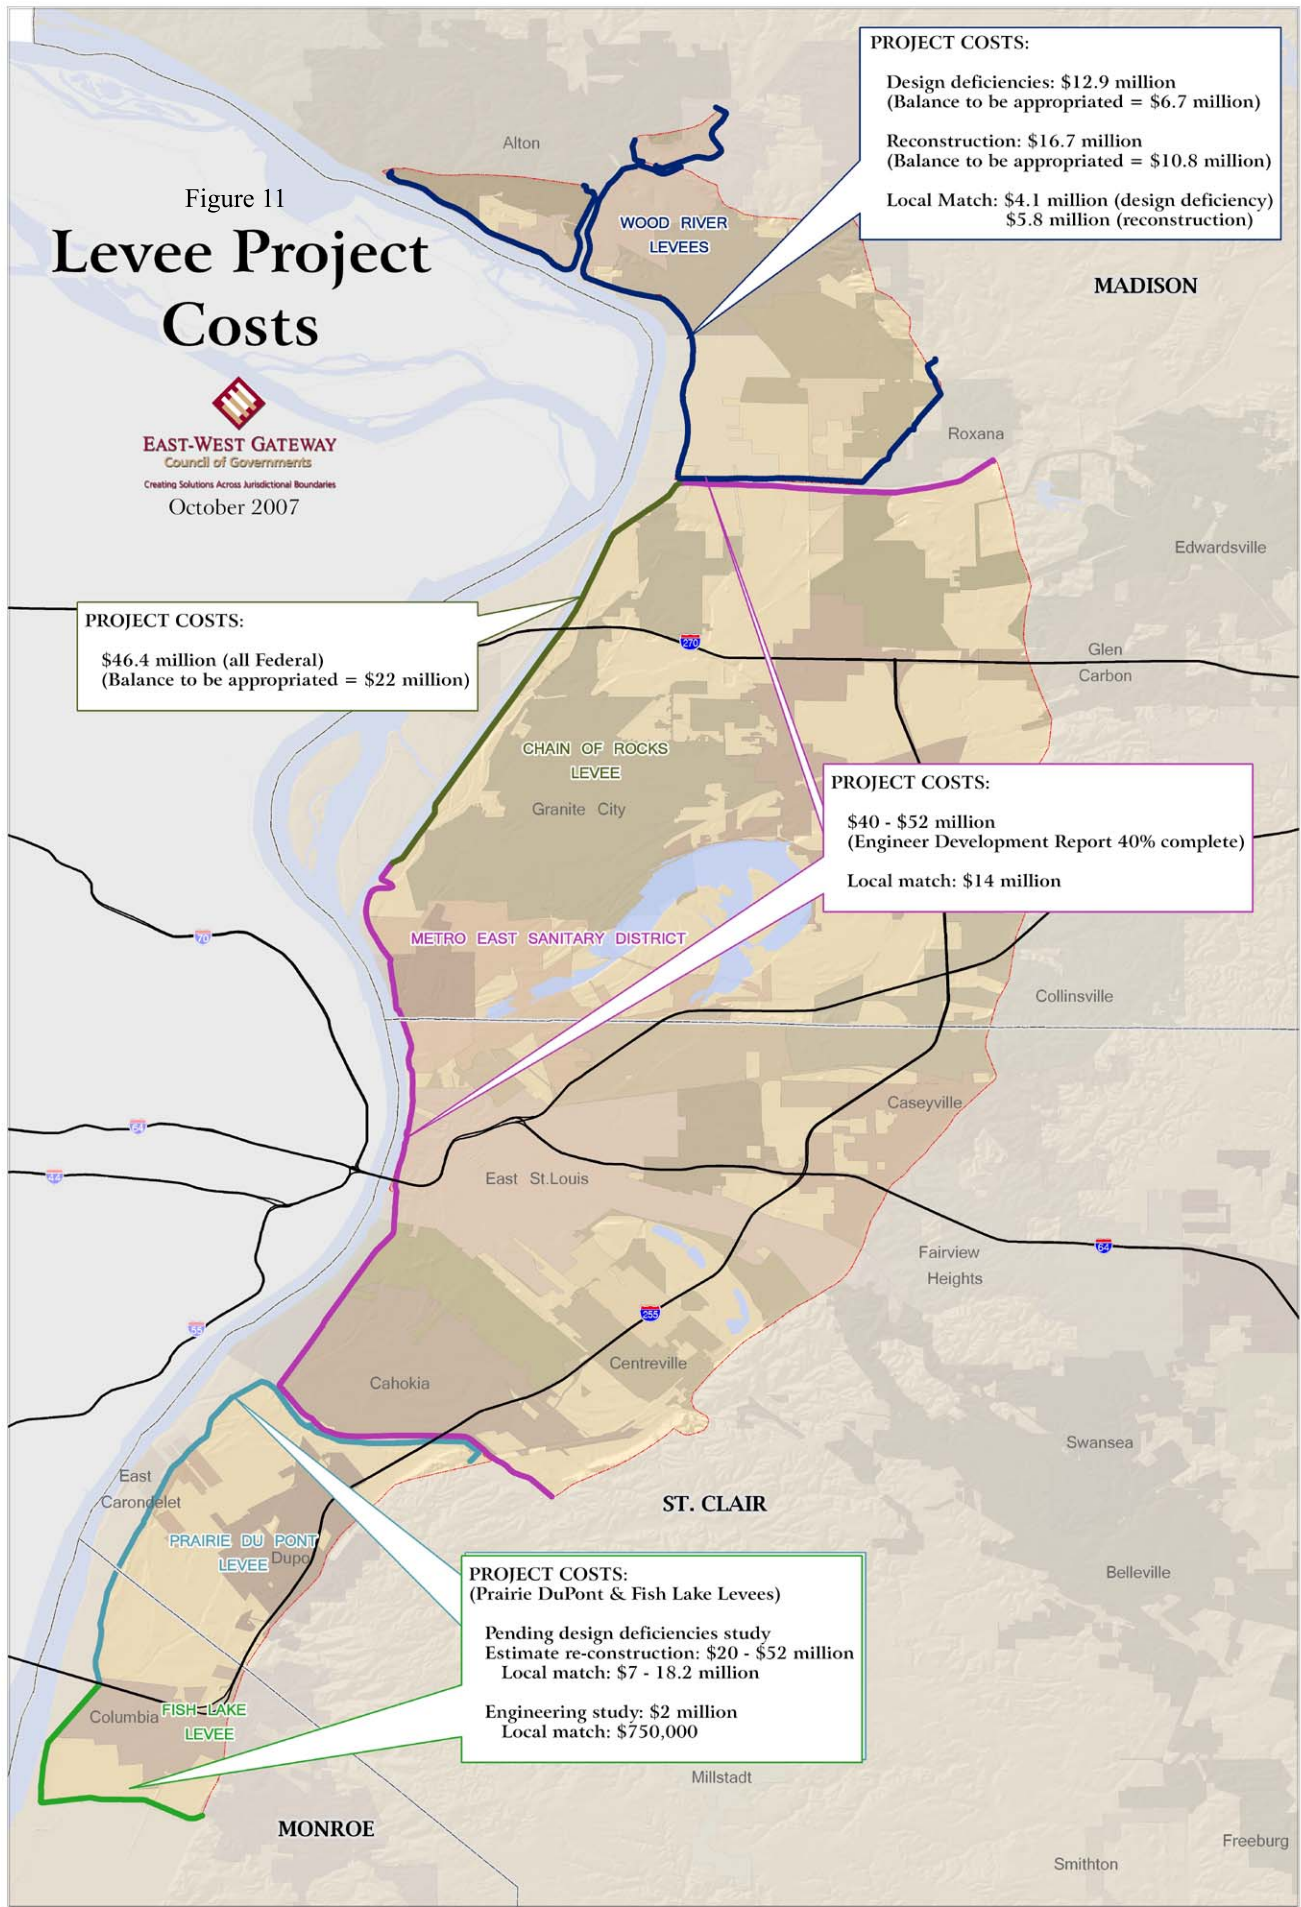 Figure 11
Levee Project
Costs
EAST-WEST GATEWAY
Council of Governments
Creating Solutions Across Jurisdictional Boundaries
October 2007
PROJECT COSTS:
Design deficiencies: $12.9 million
(Balance to be appropriated = $6.7 million)
Reconstruction: $16.7 million
(Balance to be appropriated = $10.8 million)
Local Match: $4.1 million (design deficiency)
$5.8 million (reconstruction)
Alton
WOOD RIVER
LEVEES
MADISON
Roxana
Edwardsville
PROJECT COSTS:
$46.4 million (all Federal)
(Balance to be appropriated = $22 million)
270
Glen
Carbon
CHAIN OF ROCKS
LEVEE
Granite City
PROJECT COSTS:
$40 - $52 million
(Engineer Development Report 40% complete)
Local match: $14 million
70
METRO EAST SANITARY DISTRICT
Collinsville
Caseyville
64
44
East St.Louis
Fairview
Heights
64
255
55
Centreville
Cahokia
Swansea
East
Carondelet
ST. CLAIR
PRAIRIE DU PONT
LEVEE
Dupo
Belleville
PROJECT COSTS:
(Prairie DuPont & Fish Lake Levees)
Pending design deficiencies study
Estimate re-construction: $20 - $52 million
Local match: $7 - 18.2 million
Engineering study: $2 million
Local match: $750,000
Columbia
FISH LAKE
LEVEE
Millstadt
MONROE
Freeburg
Smithton